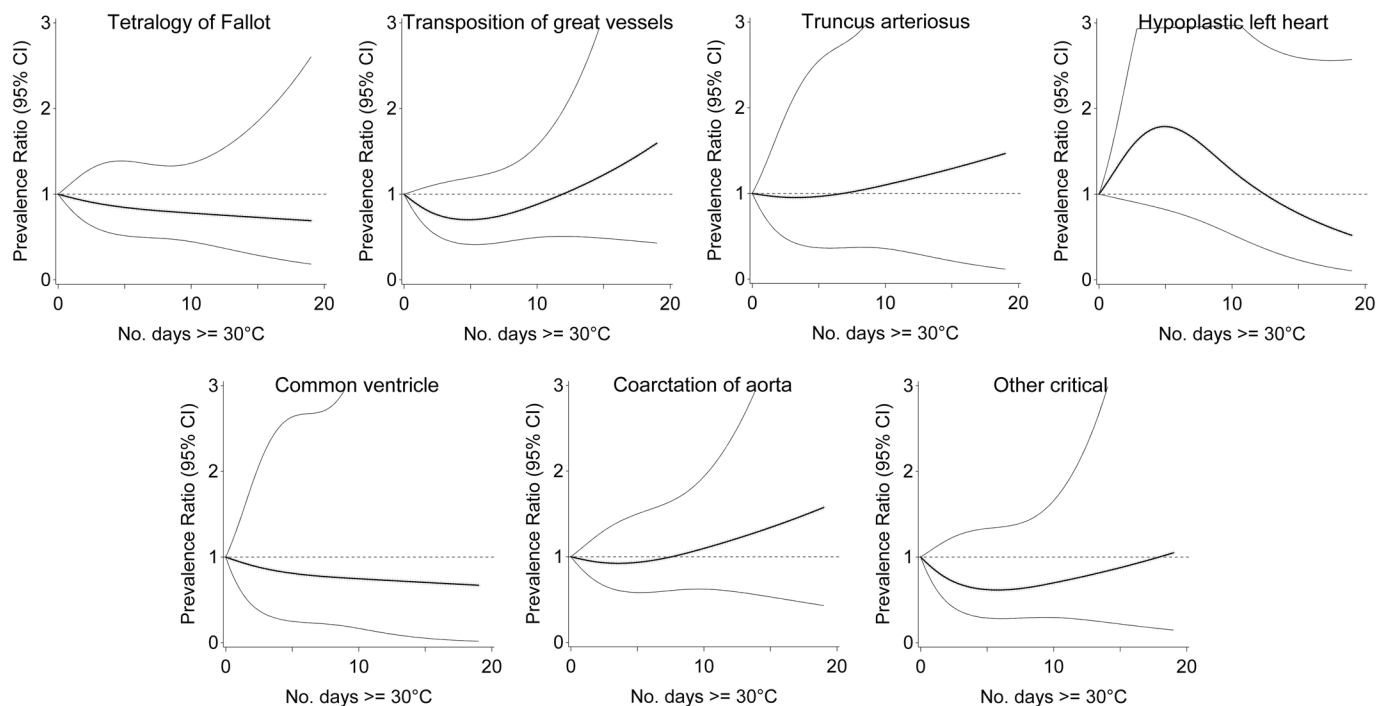 Tetralogy of Fallot
Prevalence Ratio (95% CI)
3
2
1
0
0
10
20
No. days >= 30°C
Transposition of great vessels
Prevalence Ratio (95% CI)
3
2
1
0
0
10
20
No. days >= 30°C
Truncus arteriosus
Prevalence Ratio (95% CI)
3
2
1
0
0
10
20
No. days >= 30°C
Hypoplastic left heart
Prevalence Ratio (95% CI)
3
2
1
0
0
10
20
No. days >= 30°C
Common ventricle
Prevalence Ratio (95% CI)
3
2
1
0
0
10
20
No. days >= 30°C
Coarctation of aorta
Prevalence Ratio (95% CI)
3
2
1
0
0
10
20
No. days >= 30°C
Other critical
Prevalence Ratio (95% CI)
3
2
1
0
0
10
20
No. days >= 30°C